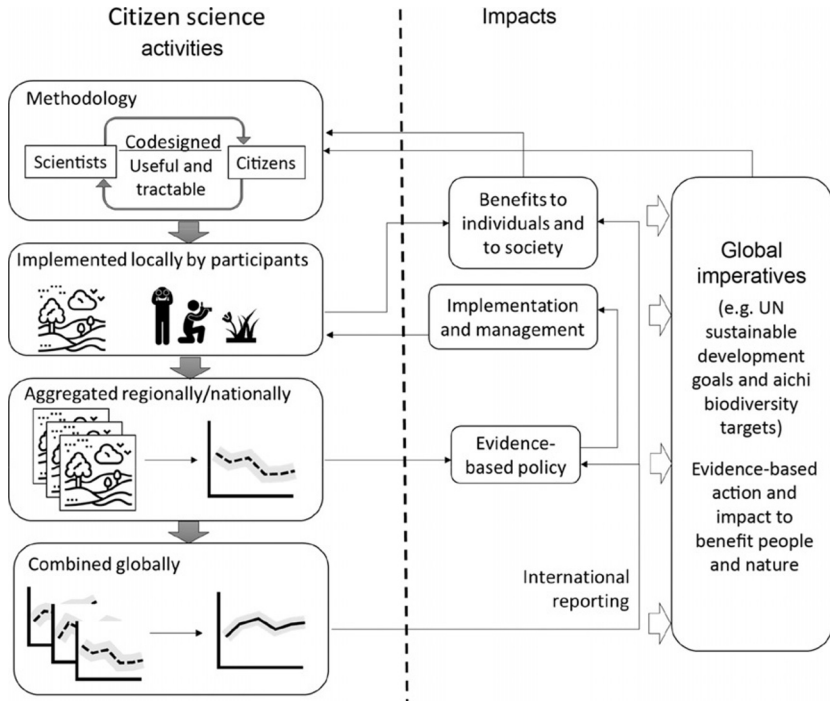 Citizen science
activities
Impacts
Methodology
Scientists
Codesigned
Useful and
tractable
Citizens
Implemented locally by participants
Aggregated regionally/nationally
Combined globally
Benefits to
individuals and
to society
Implementation
and management
Evidence-
based policy
International
reporting
Global
imperatives
(e.g. UN
sustainable
development
goals and aichi
biodiversity
targets)
Evidence-based
action and
impact to
benefit people
and nature